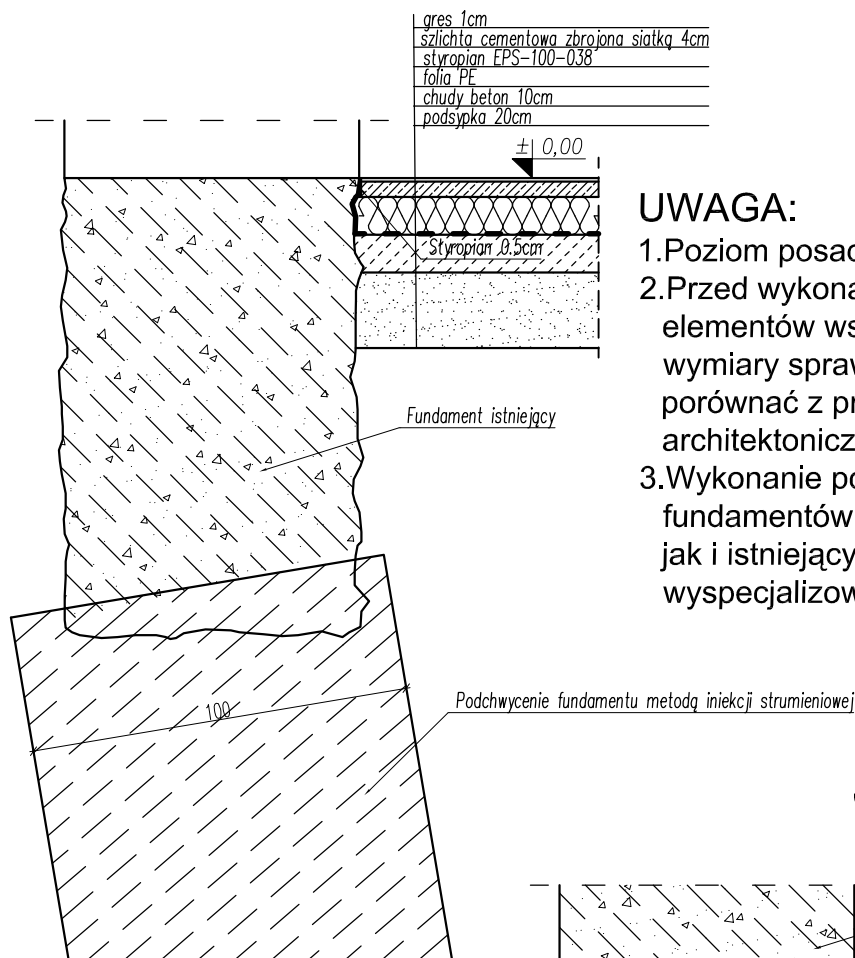 gres 1cm
szlichta cementowa zbrojona siatką 4cm
styropian EPS-100-038
folia PE
chudy beton 10cm
podsypka 20cm
± 0,00
Styropian 0.5cm
UWAGA:
1.Poziom posad
2.Przed wykona
elementów ws
wymiary spraw
porównać z pr
architektonicz
3.Wykonanie po
fundamentów
jak i istniejący
wyspecjalizow
Fundament istniejący
Podchwycenie fundamentu metodą iniekcji strumieniowej
100